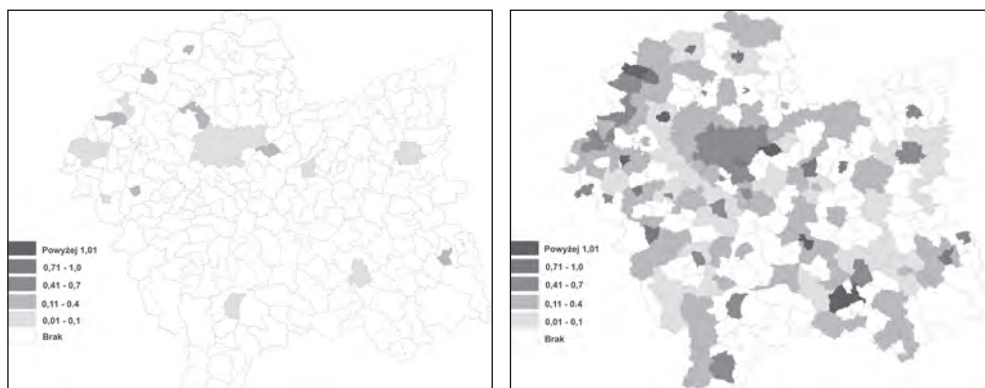 Powyżej 1,01
0,71 - 1,0
0,41 - 0,7
0,11 - 0.4
0,01 - 0,1
Brak
Powyżej 1,01
0,71 - 1,0
0,41 - 0,7
0,11 - 0.4
0,01 - 0,1
Brak